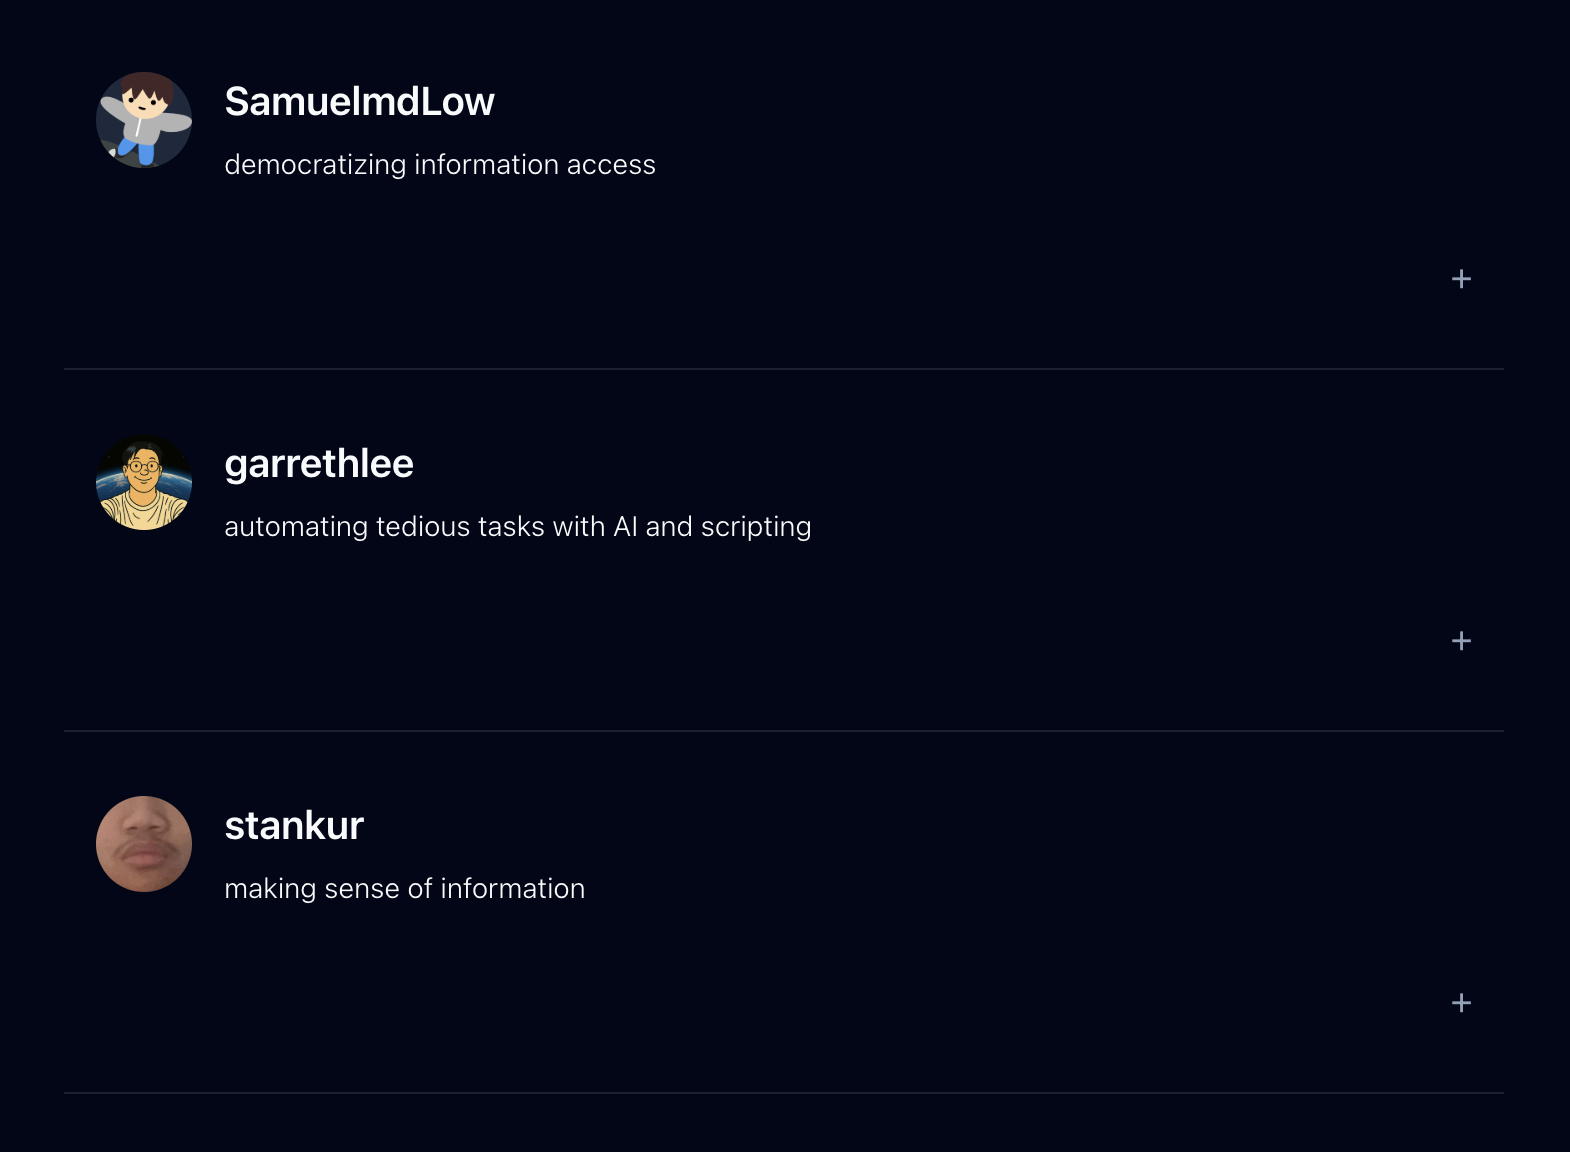 SamuelmdLow
democratizing information access
+
garrethlee
automating tedious tasks with AI and scripting
+
stankur
making sense of information
+